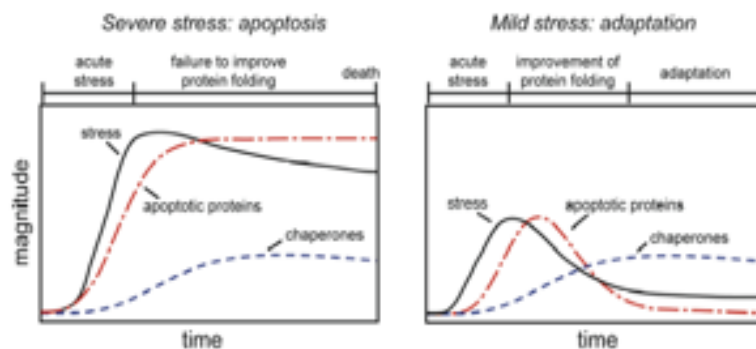 Severe stress: apoptosis
acute
stress
failure to improve
protein folding
death
stress
apoptotic proteins
chaperones
magnitude
time
Mild stress: adaptation
acute
stress
improvement of
protein folding
adaptation
stress
apoptotic proteins
chaperones
time